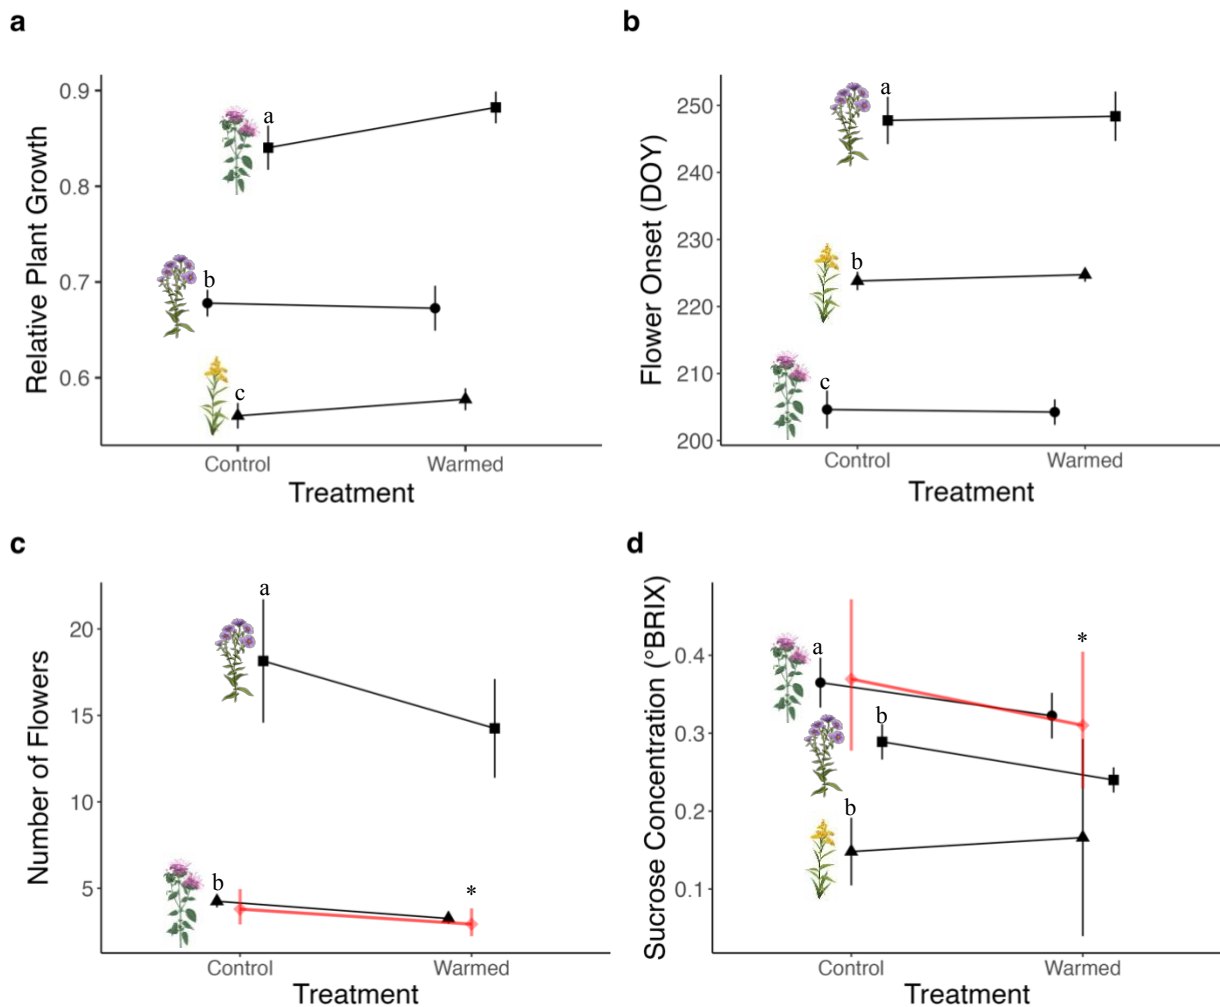 a
Relative Plant Growth
0.9
0.8
0.7
0.6
a
b
c
Control Warmed
Treatment
b
Flower Onset (DOY)
250
240
230
220
210
200
a
b
c
Control Warmed
Treatment
c
Number of Flowers
20
15
10
5
a
b
*
Control Warmed
Treatment
d
Sucrose Concentration (°BRIX)
0.4
0.3
0.2
0.1
a
b
b
*
Control Warmed
Treatment